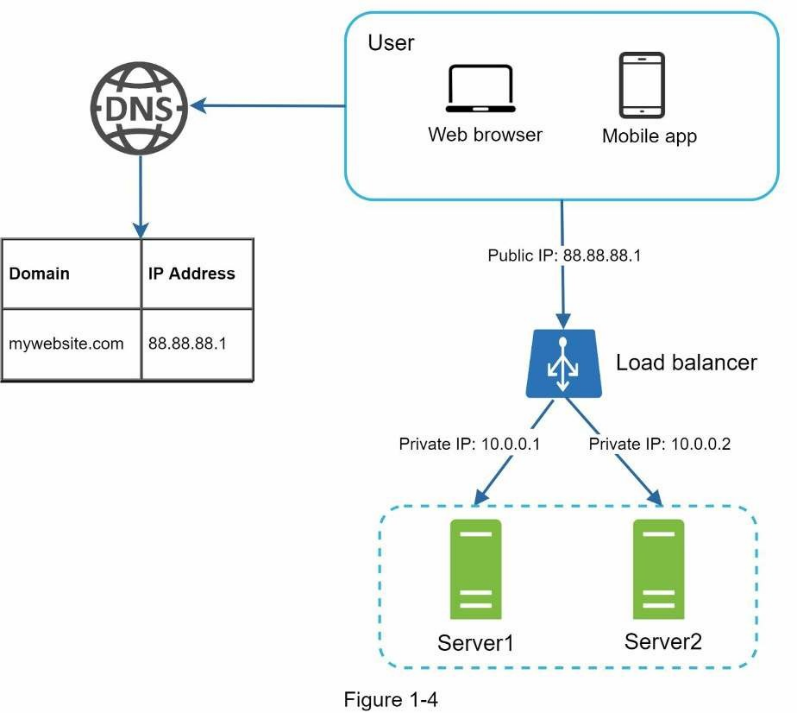 User
DNS
Web browser
Mobile app
Public IP: 88.88.88.1
Domain
IP Address
mywebsite.com
88.88.88.1
Load balancer
Private IP: 10.0.0.1
Private IP: 10.0.0.2
Server1
Server2
Figure 1-4